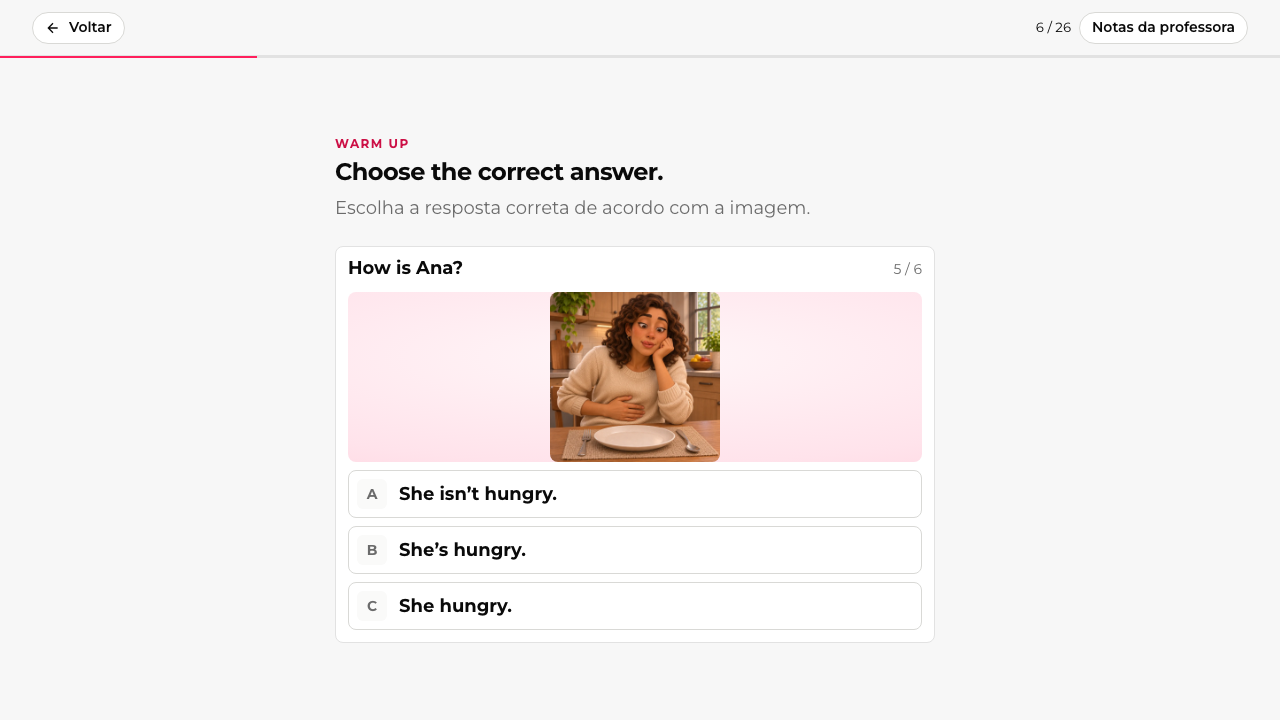 Voltar
6 / 26
Notas da professora
WARM UP
Choose the correct answer.
Escolha a resposta correta de acordo com a imagem.
How is Ana?
5 / 6
A She isn’t hungry.
B She’s hungry.
C She hungry.